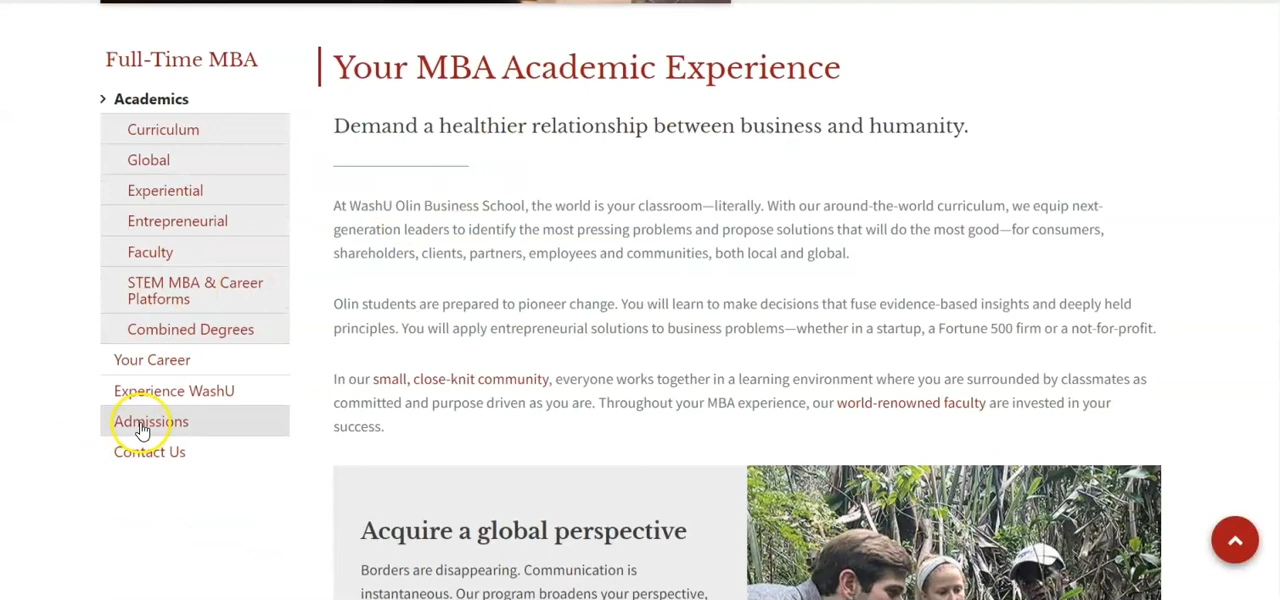 Full-Time MBA
Academics
Curriculum
Global
Experiential
Entrepreneurial
Faculty
STEM MBA & Career
Platforms
Combined Degrees
Your Career
Experience WashU
Admissions
Contact Us
Your MBA Academic Experience
Demand a healthier relationship between business and humanity.
At WashU Olin Business School, the world is your classroom—literally. With our around-the-world curriculum, we equip next-
generation leaders to identify the most pressing problems and propose solutions that will do the most good—for consumers,
shareholders, clients, partners, employees and communities, both local and global.
Olin students are prepared to pioneer change. You will learn to make decisions that fuse evidence-based insights and deeply held
principles. You will apply entrepreneurial solutions to business problems—whether in a startup, a Fortune 500 firm or a not-for-profit.
In our small, close-knit community, everyone works together in a learning environment where you are surrounded by classmates as
committed and purpose driven as you are. Throughout your MBA experience, our world-renowned faculty are invested in your
success.
Acquire a global perspective
Borders are disappearing. Communication is
instantaneous. Our program broadens your perspective,